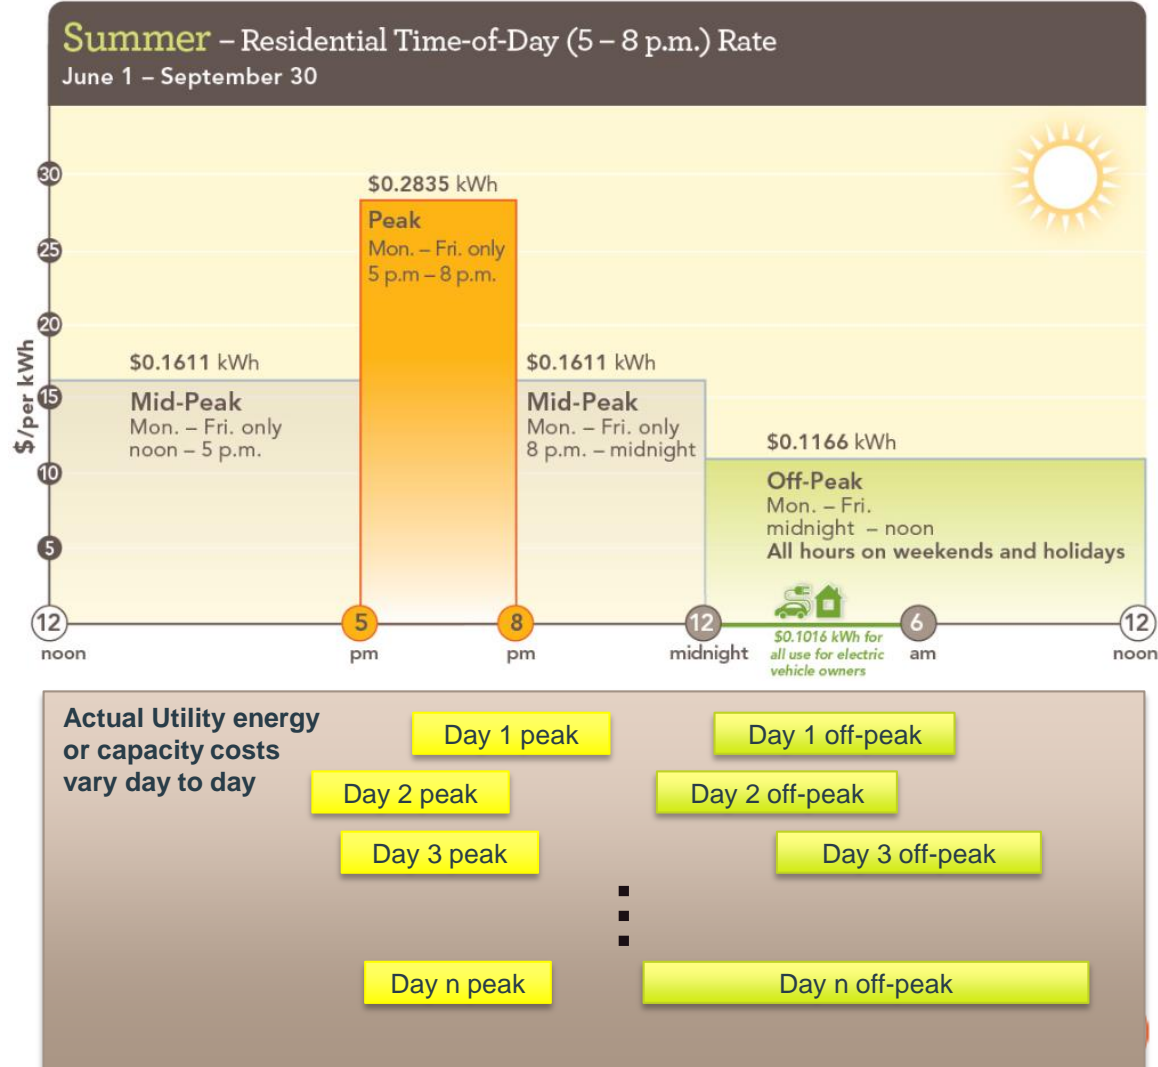 Summer – Residential Time-of-Day (5 – 8 p.m.) Rate
June 1 – September 30
$/per kWh
30
25
20
15
10
5
$0.2835 kWh
Peak
Mon. – Fri. only
5 p.m – 8 p.m.
$0.1611 kWh
Mid-Peak
Mon. – Fri. only
noon – 5 p.m.
$0.1611 kWh
Mid-Peak
Mon. – Fri. only
8 p.m. – midnight
$0.1166 kWh
Off-Peak
Mon. – Fri.
midnight – noon
All hours on weekends and holidays
12
noon
5
pm
8
pm
12
midnight
$0.1016 kWh for
all use for electric
vehicle owners
6
am
12
noon
Actual Utility energy
or capacity costs
vary day to day
Day 1 peak
Day 1 off-peak
Day 2 peak
Day 2 off-peak
Day 3 peak
Day 3 off-peak
Day n peak
Day n off-peak